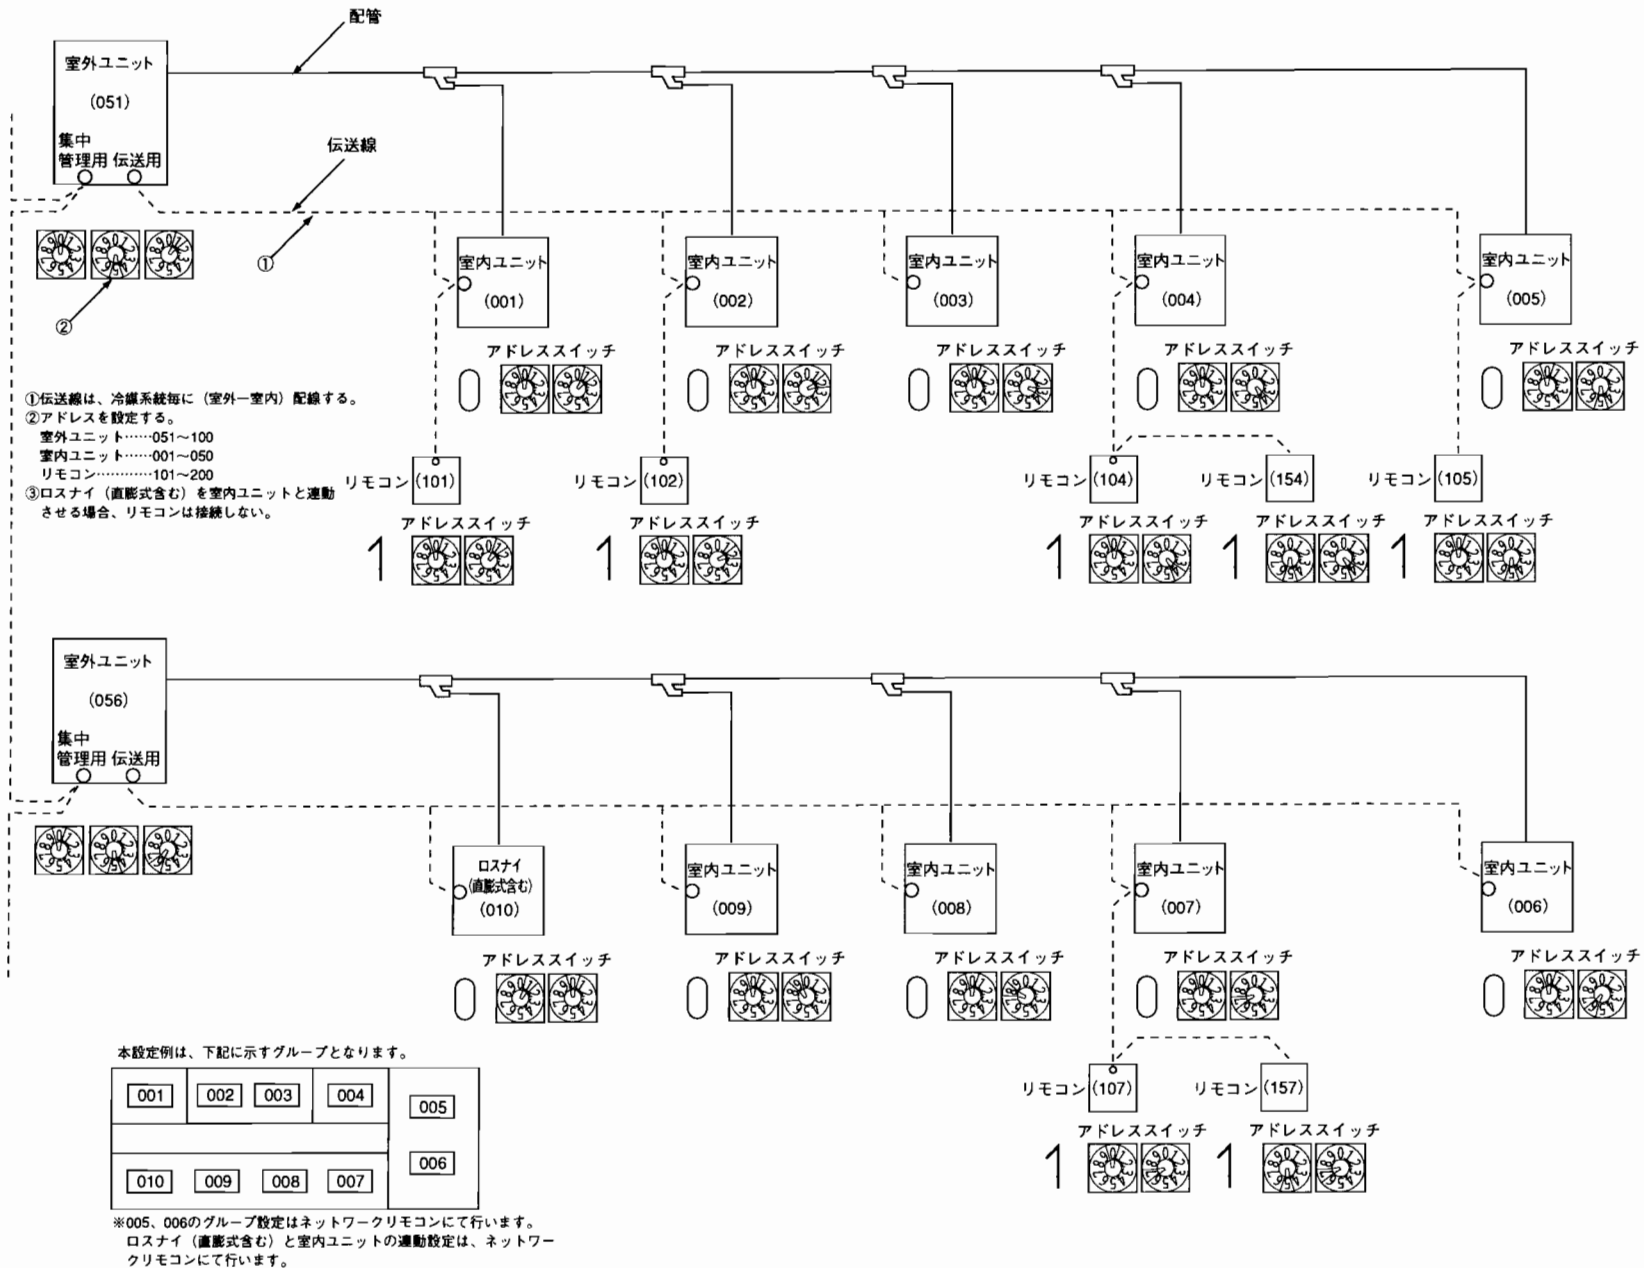 配管
室外ユニット
(051)
集中
管理用 伝送用
伝送線
①
②
室内ユニット
(001)
室内ユニット
(002)
室内ユニット
(003)
室内ユニット
(004)
室内ユニット
(005)
アドレススイッチ
アドレススイッチ
アドレススイッチ
アドレススイッチ
アドレススイッチ
0
0
0
0
0
①伝送線は、冷媒系統毎に（室外ー室内）配線する。
②アドレスを設定する。
室外ユニット……051～100
室内ユニット……001～050
リモコン…………101～200
③ロスナイ（直膨式含む）を室内ユニットと連動
させる場合、リモコンは接続しない。
リモコン (101)
リモコン (102)
リモコン (104)
リモコン (154)
リモコン (105)
アドレススイッチ
アドレススイッチ
アドレススイッチ
アドレススイッチ
アドレススイッチ
1
1
1
1
1
室外ユニット
(056)
集中
管理用 伝送用
ロスナイ
(直膨式含む)
(010)
室内ユニット
(009)
室内ユニット
(008)
室内ユニット
(007)
室内ユニット
(006)
アドレススイッチ
アドレススイッチ
アドレススイッチ
アドレススイッチ
アドレススイッチ
0
0
0
0
0
リモコン (107)
リモコン (157)
アドレススイッチ
アドレススイッチ
1
1
本設定例は、下記に示すグループとなります。
001 002 003 004
005
006
010 009 008 007
※005、006のグループ設定はネットワークリモコンにて行います。
ロスナイ（直膨式含む）と室内ユニットの連動設定は、ネットワー
クリモコンにて行います。